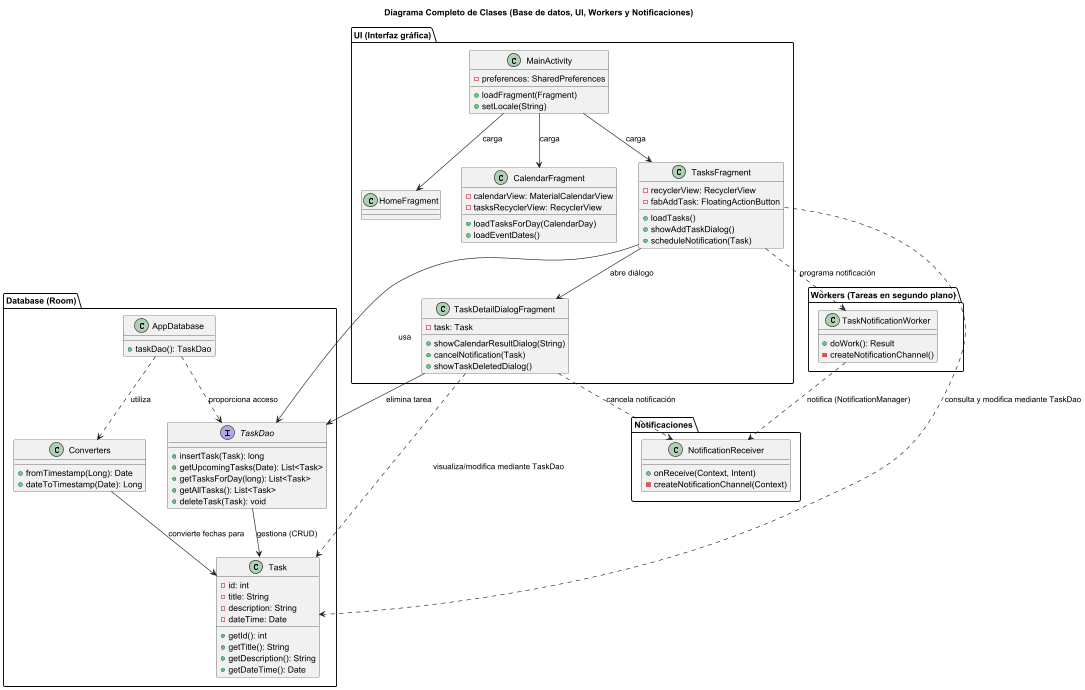 Diagrama Completo de Clases (Base de datos, UI, Workers y Notificaciones)
UI (Interfaz gráfica)
C MainActivity
preferences: SharedPreferences
loadFragment(Fragment)
setLocale(String)
carga
carga
carga
C HomeFragment
C CalendarFragment
calendarView: MaterialCalendarView
tasksRecyclerView: RecyclerView
loadTasksForDay(CalendarDay)
loadEventDates()
C TasksFragment
recyclerView: RecyclerView
fabAddTask: FloatingActionButton
loadTasks()
showAddTaskDialog()
scheduleNotification(Task)
abre diálogo
programa notificación
usa
C TaskDetailDialogFragment
task: Task
showCalendarResultDialog(String)
cancelNotification(Task)
showTaskDeletedDialog()
Workers (Tareas en segundo plano)
C TaskNotificationWorker
doWork(): Result
createNotificationChannel()
Database (Room)
C AppDatabase
taskDao(): TaskDao
utiliza
proporciona acceso
elimina tarea
cancela notificación
notifica (NotificationManager)
consulta y modifica mediante TaskDao
C Converters
fromTimestamp(Long): Date
dateToTimestamp(Date): Long
I TaskDao
insertTask(Task): long
getUpcomingTasks(Date): List<Task>
getTasksForDay(long): List<Task>
getAllTasks(): List<Task>
deleteTask(Task): void
visualiza/modifica mediante TaskDao
Notificaciones
C NotificationReceiver
onReceive(Context, Intent)
createNotificationChannel(Context)
convierte fechas para
gestiona (CRUD)
C Task
id: int
title: String
description: String
dateTime: Date
getId(): int
getTitle(): String
getDescription(): String
getDateTime(): Date